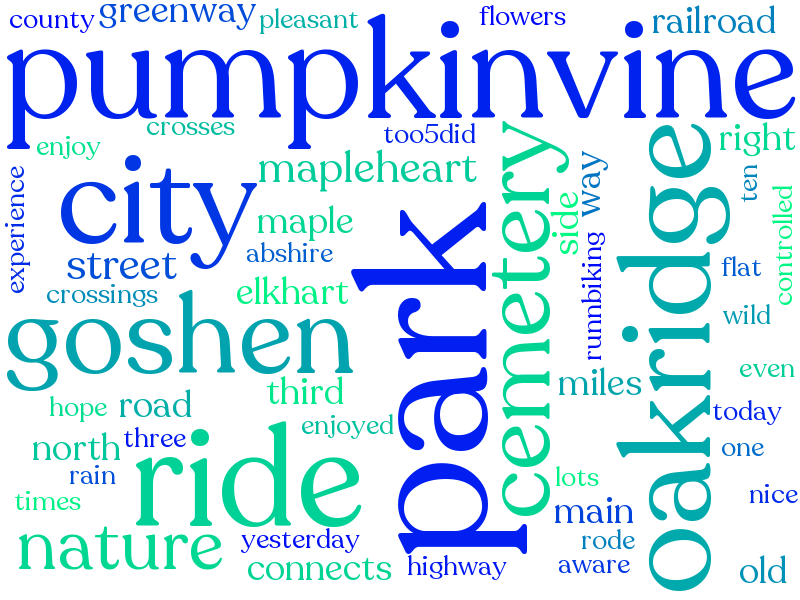 county
greenway
pleasant
flowers
railroad
pumpkinvine
crosses
too5did
right
enjoy
mapleheart
cemetery
way
oakridge
ten
experience
city
maple
side
controlled
street
abshire
park
runnbiking
flat
crossings
elkhart
wild
goshen
third
miles
even
hope
road
enjoyed
today
north
three
ride
one
rain
lots
nice
times
main
nature
yesterday
rode
connects
highway
aware
old